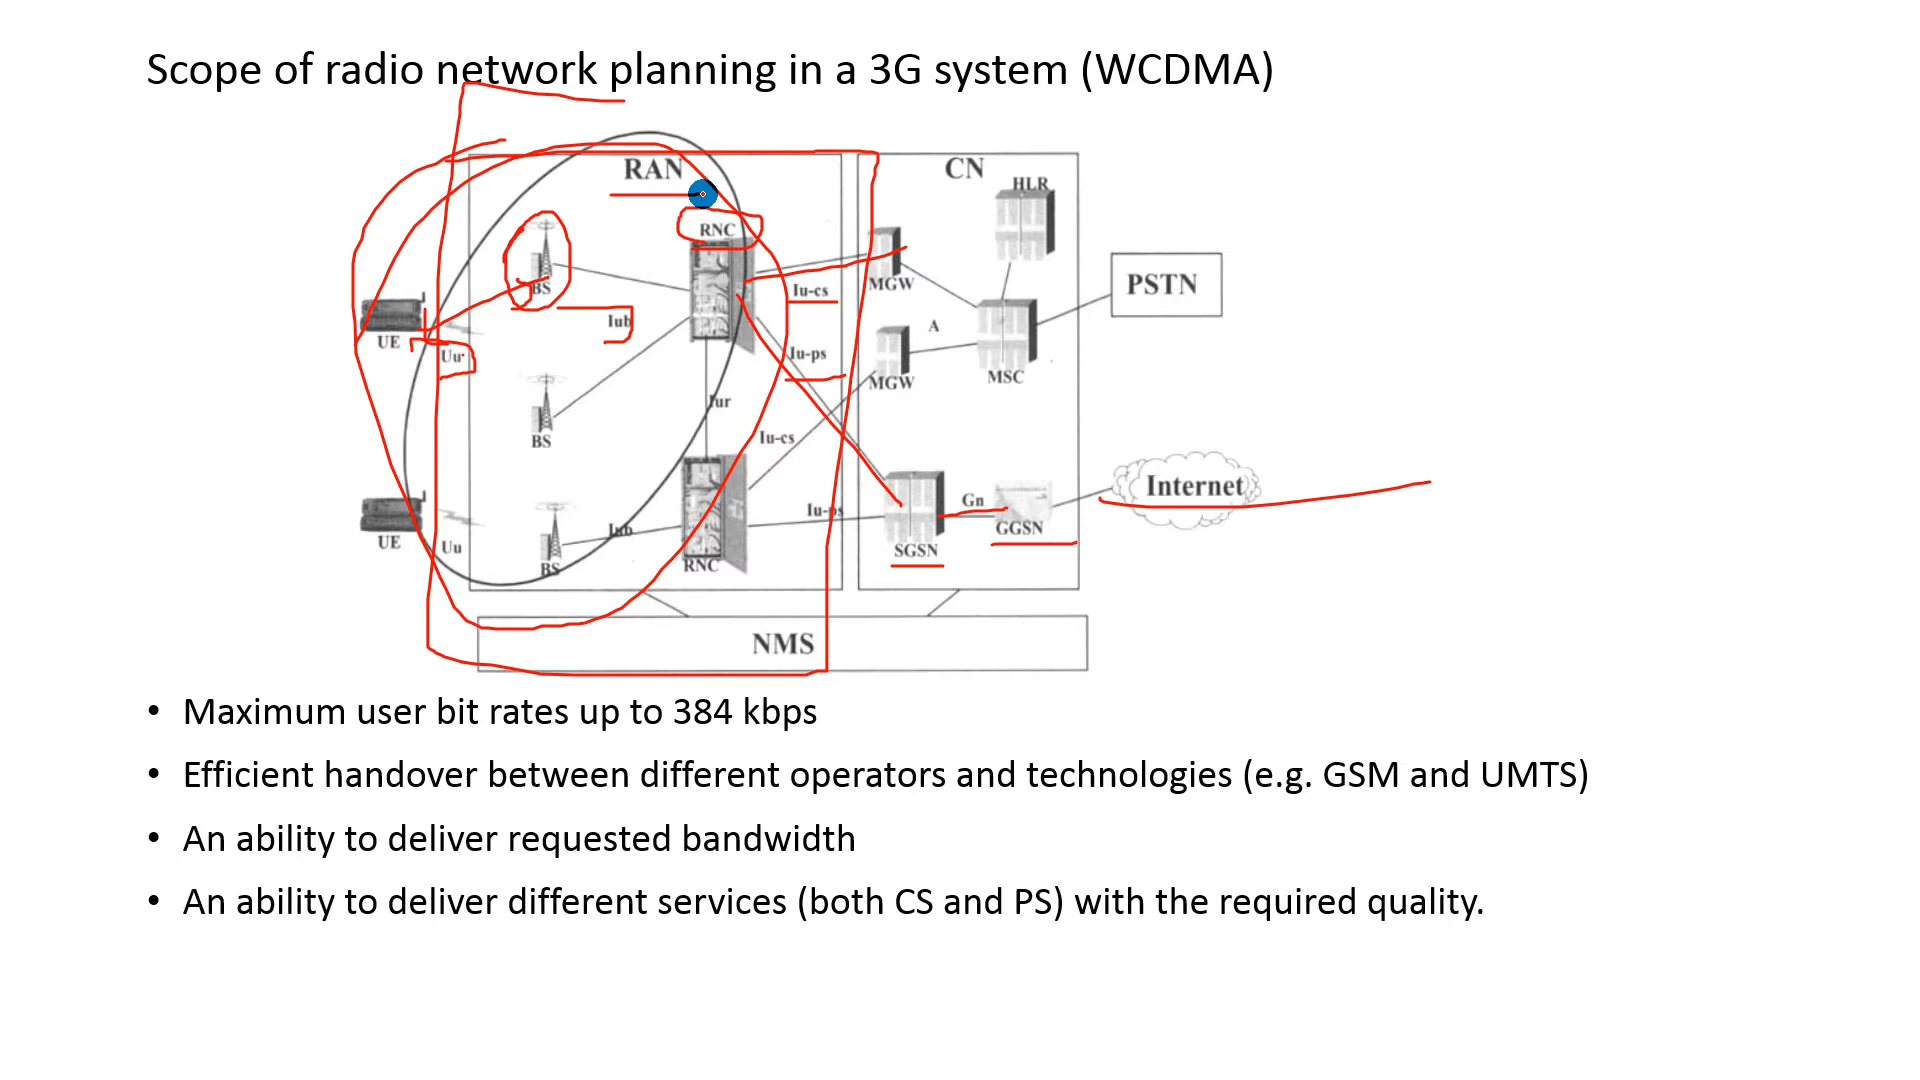 Scope of radio network planning in a 3G system (WCDMA)
RAN
CN
HLR
RNC
BS
Iu-cs
MGW
PSTN
UE
Uu
Iub
Iu-ps
A
MGW
MSC
BS
Iur
Iu-cs
Internet
UE
Uu
BS
Iub
RNC
Iu-ps
SGSN
Gn
GGSN
NMS
• Maximum user bit rates up to 384 kbps
• Efficient handover between different operators and technologies (e.g. GSM and UMTS)
• An ability to deliver requested bandwidth
• An ability to deliver different services (both CS and PS) with the required quality.